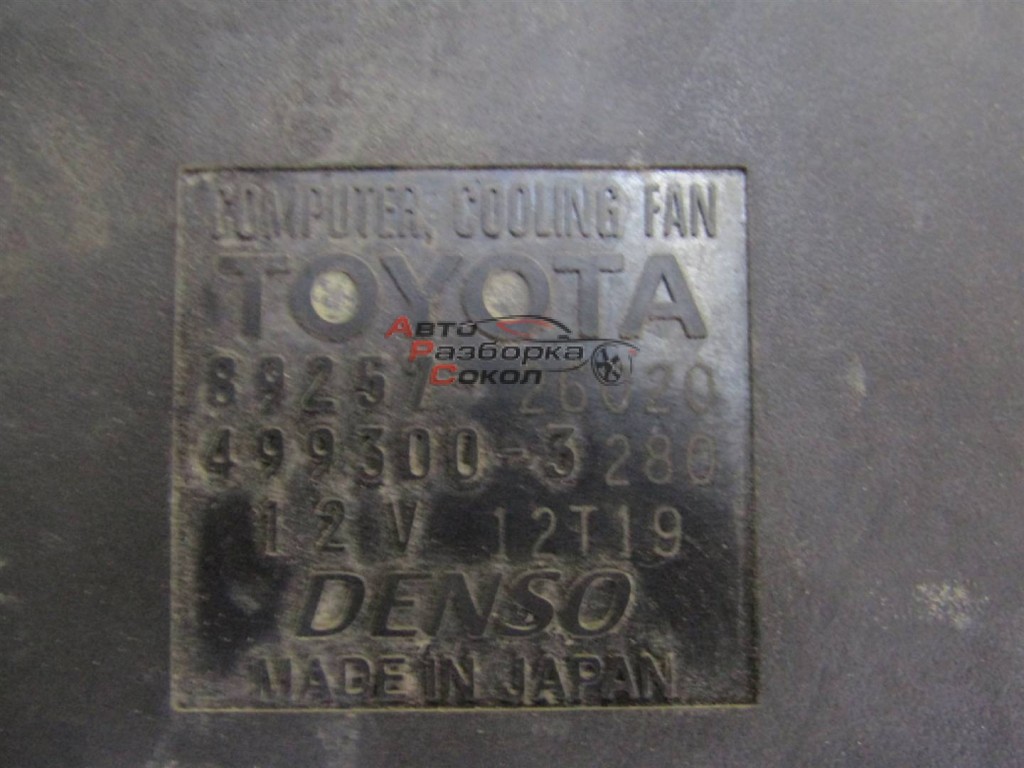 COMPUTER, COOLING FAN
TOYOTA
89257-26020
499300-3280
12V 12T19
DENSO
MADE IN JAPAN
Авто
Разборка
Сокол